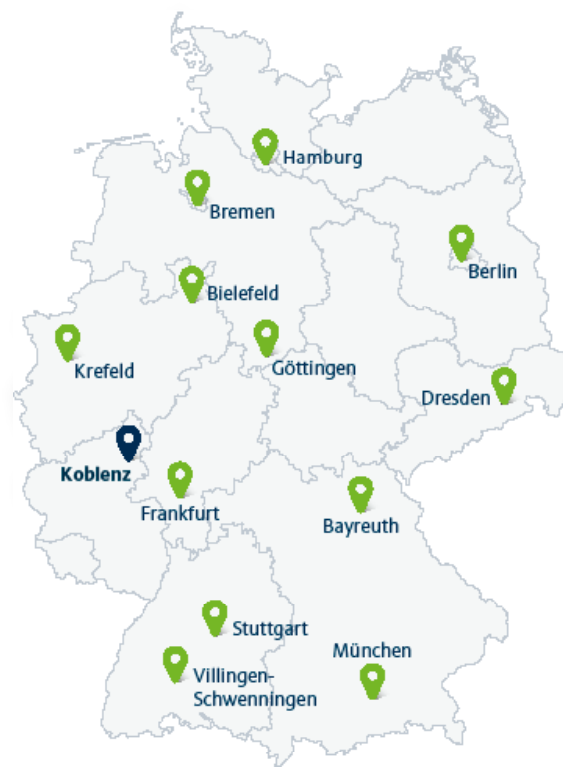 Hamburg
Bremen
Berlin
Bielefeld
Krefeld
Göttingen
Dresden
Koblenz
Frankfurt
Bayreuth
Stuttgart
München
Villingen-
Schwenningen